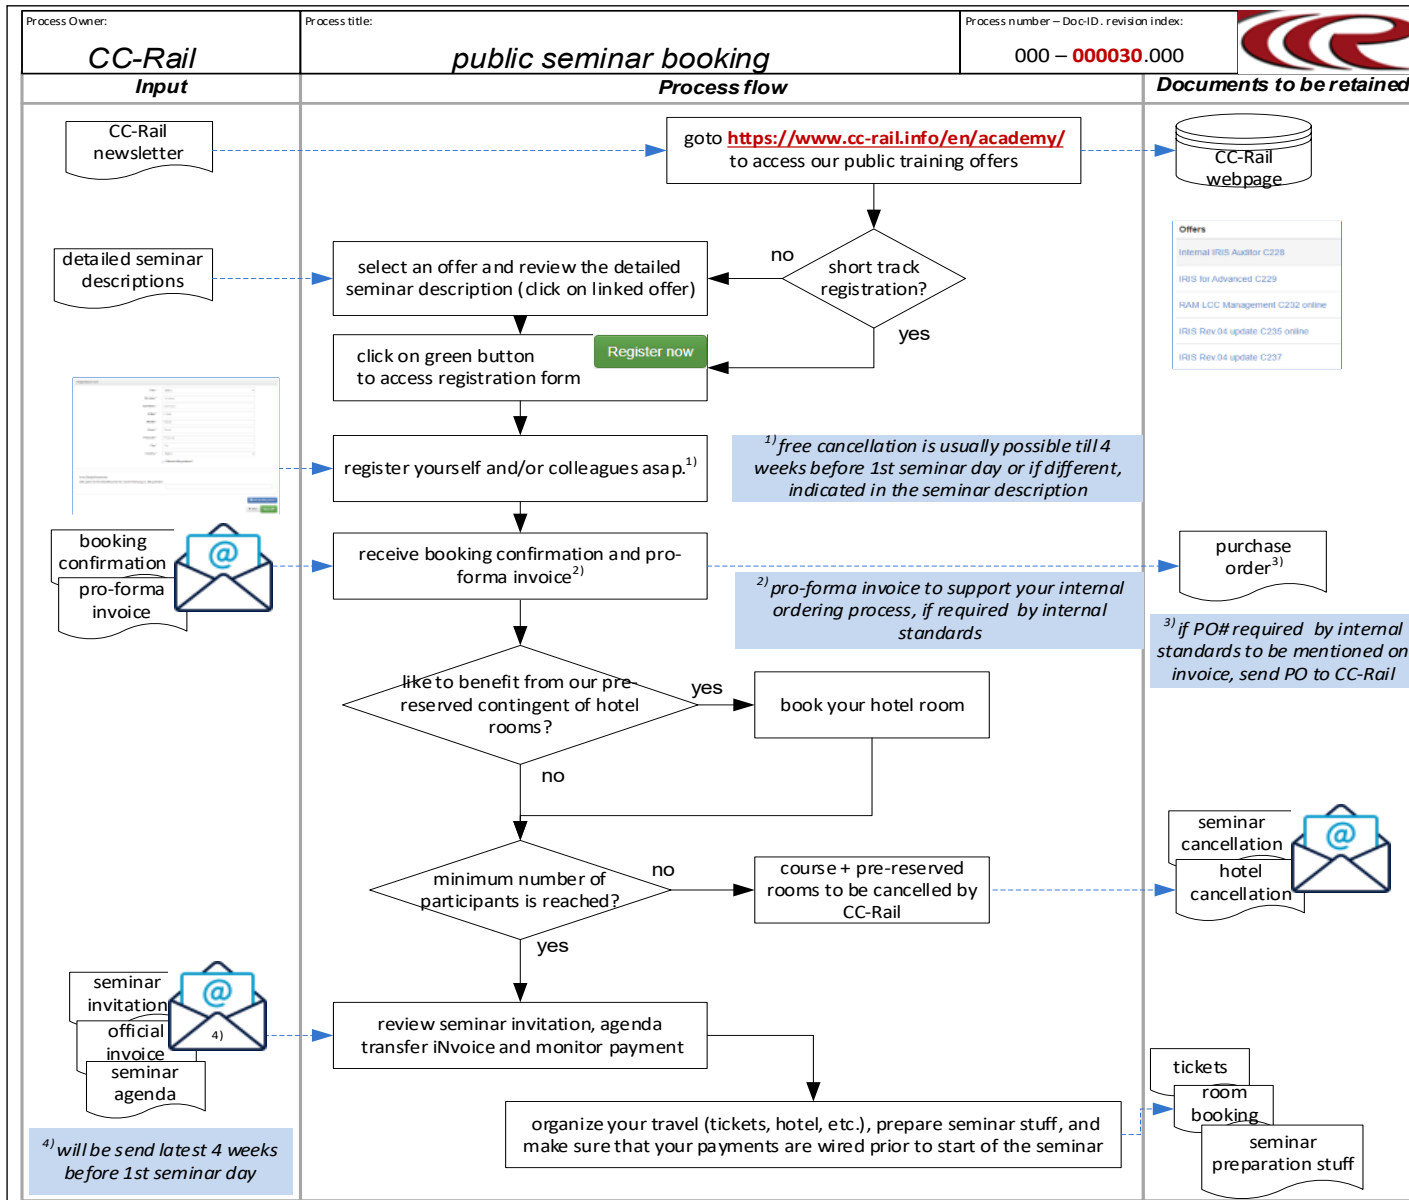 Process Owner:
CC-Rail
Process title:
public seminar booking
Process number – Doc-ID. revision index:
000 – 000030.000
Input
Process flow
Documents to be retained
CC-Rail
newsletter
goto https://www.cc-rail.info/en/academy/
to access our public training offers
CC-Rail
webpage
detailed seminar
descriptions
select an offer and review the detailed
seminar description (click on linked offer)
no
short track
registration?
yes
Offers
Internal IRIS Auditor C228
IRIS for Advanced C229
RAM LCC Management C232 online
IRIS Rev.04 update C235 online
IRIS Rev.04 update C237
click on green button
to access registration form
Register now
register yourself and/or colleagues asap.1)
1) free cancellation is usually possible till 4
weeks before 1st seminar day or if different,
indicated in the seminar description
booking
confirmation
pro-forma
invoice
@
receive booking confirmation and pro-
forma invoice2)
purchase
order3)
2) pro-forma invoice to support your internal
ordering process, if required by internal
standards
3) if PO# required by internal
standards to be mentioned on
invoice, send PO to CC-Rail
like to benefit from our pre-
reserved contingent of hotel
rooms?
yes
book your hotel room
no
minimum number of
participants is reached?
no
course + pre-reserved
rooms to be cancelled by
CC-Rail
seminar
cancellation
hotel
cancellation
@
yes
seminar
invitation
official
invoice
seminar
agenda
@
4)
review seminar invitation, agenda
transfer iNvoice and monitor payment
organize your travel (tickets, hotel, etc.), prepare seminar stuff, and
make sure that your payments are wired prior to start of the seminar
tickets
room
booking
seminar
preparation stuff
4) will be send latest 4 weeks
before 1st seminar day